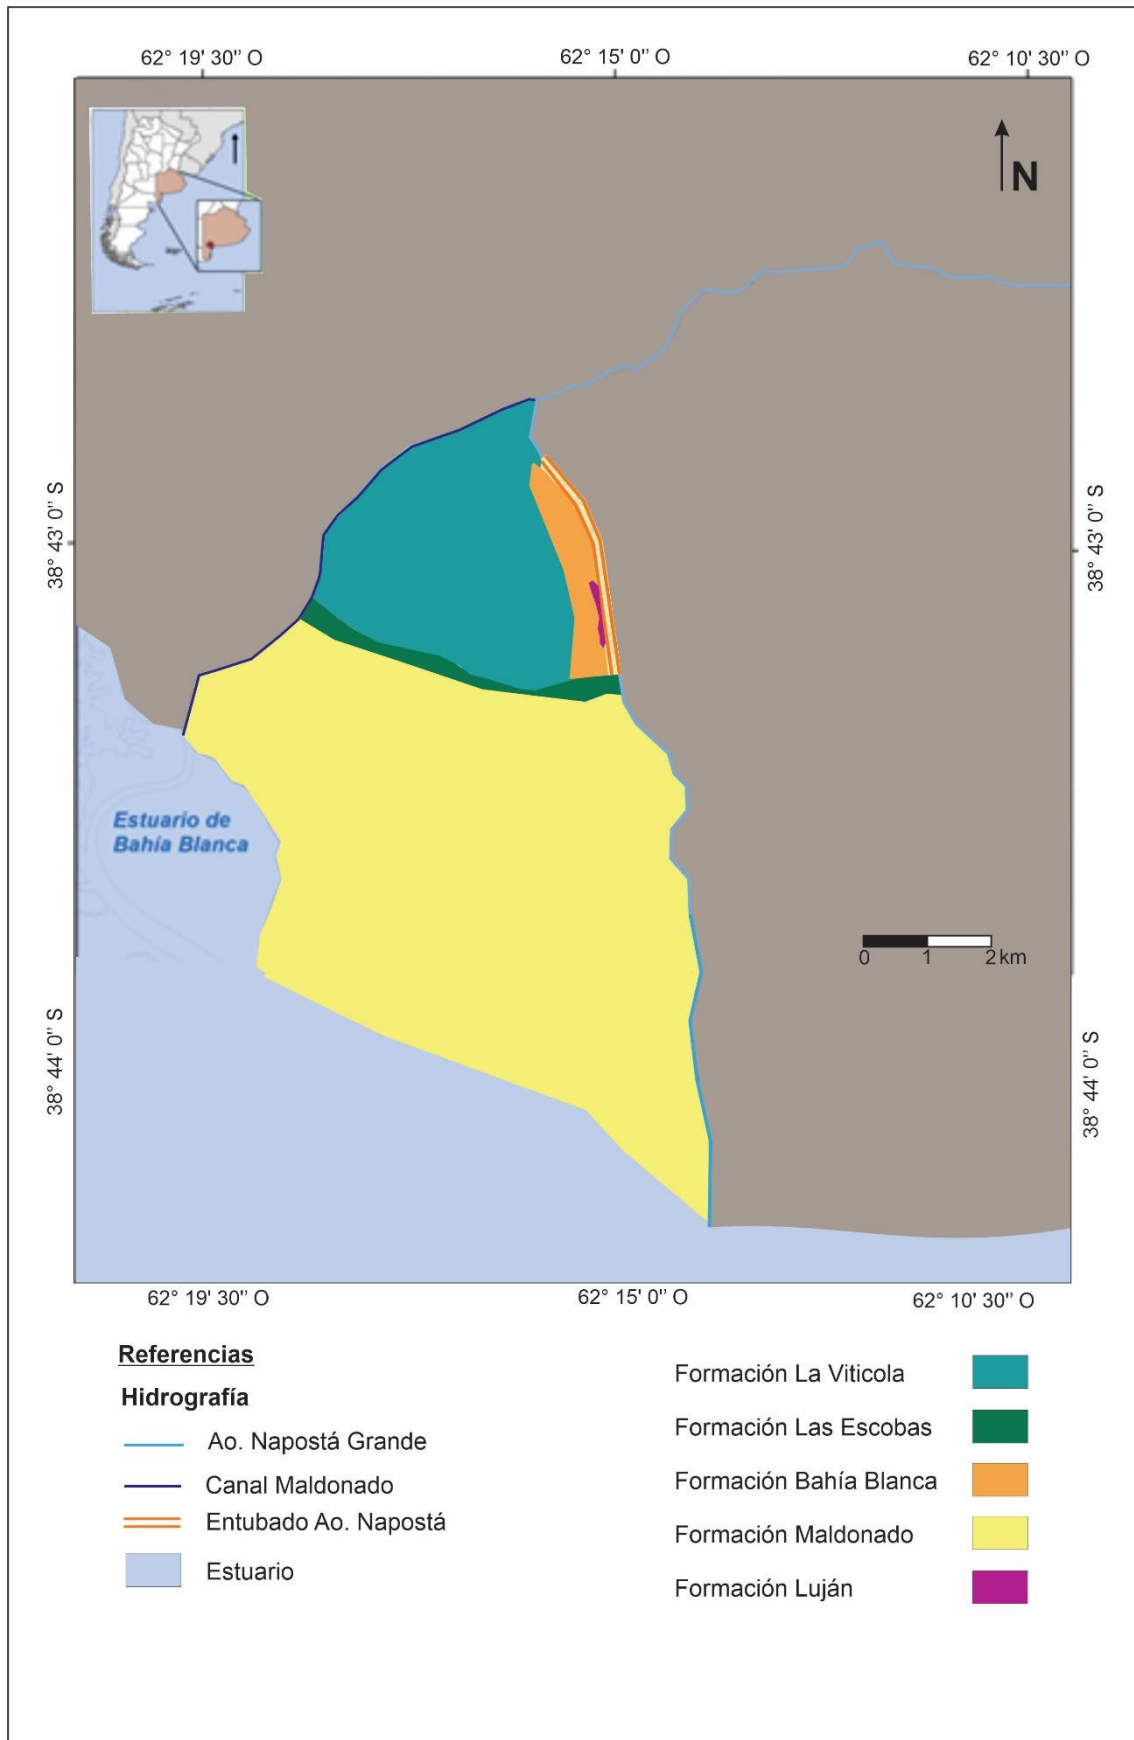 62° 19' 30" O
62° 15' 0" O
62° 10' 30" O
N
38° 43' 0" S
38° 43' 0" S
Estuario de
Bahía Blanca
0 1 2 km
38° 44' 0" S
38° 44' 0" S
62° 19' 30" O
62° 15' 0" O
62° 10' 30" O
Referencias
Hidrografía
Ao. Napostá Grande
Canal Maldonado
Entubado Ao. Napostá
Estuario
Formación La Viticola
Formación Las Escobas
Formación Bahía Blanca
Formación Maldonado
Formación Luján